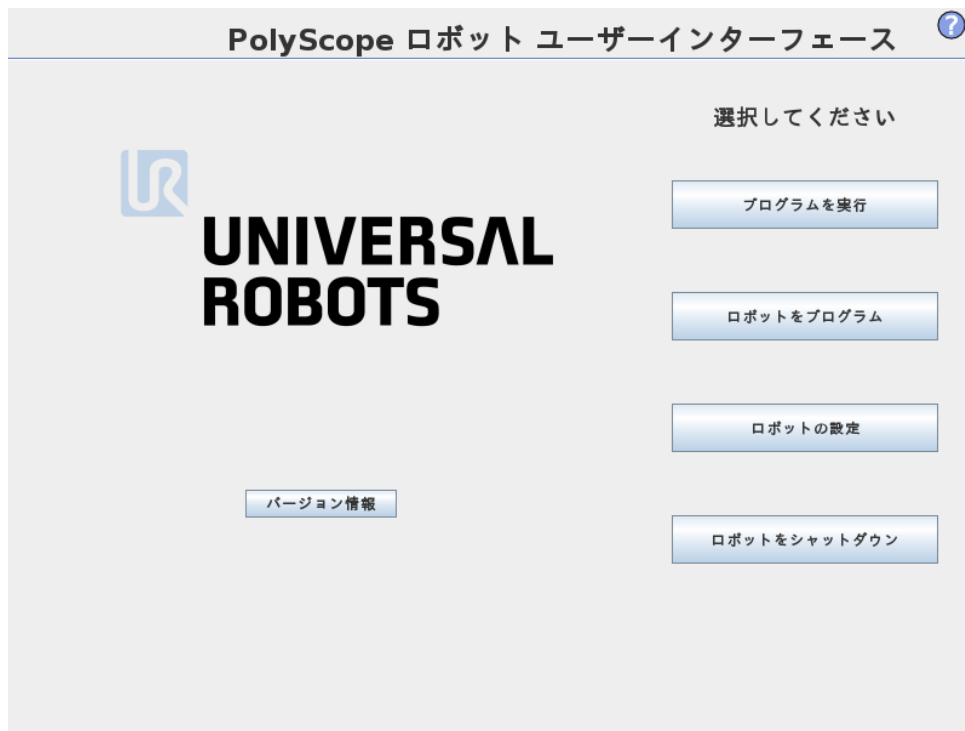 PolyScope ロボット ユーザーインターフェース
?
選択してください
UR
UNIVERSAL
ROBOTS
プログラムを実行
ロボットをプログラム
ロボットの設定
バージョン情報
ロボットをシャットダウン